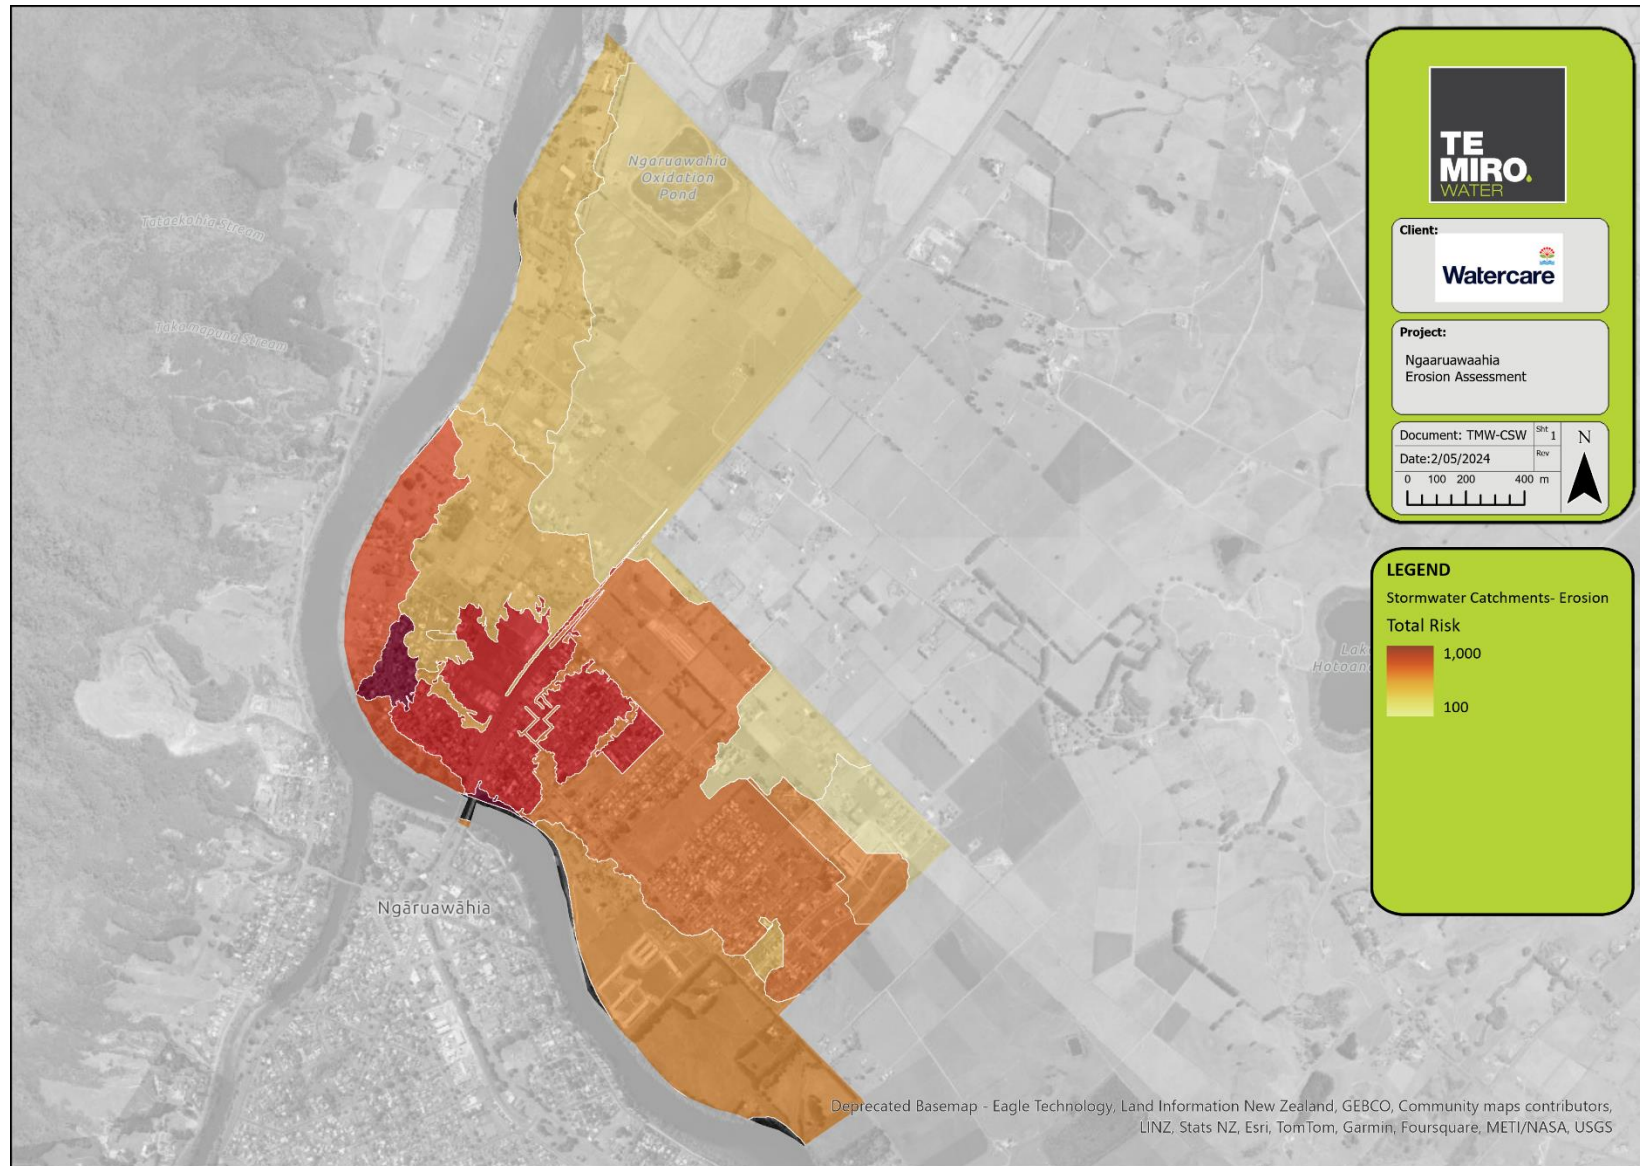 Ngaruawahia
Oxidation
Pond
Tataekohia Stream
Takamapuna Stream
Ngāruawāhia
Lake
TE
MIRO.
WATER
Client:
Watercare
Project:
Ngaaruawaahia
Erosion Assessment
Document: TMW-CSW
Sht 1
N
Date:2/05/2024
Rev
0 100 200 400 m
LEGEND
Stormwater Catchments- Erosion
Total Risk
1,000
100
Deprecated Basemap - Eagle Technology, Land Information New Zealand, GEBCO, Community maps contributors,
LINZ, Stats NZ, Esri, TomTom, Garmin, Foursquare, METI/NASA, USGS